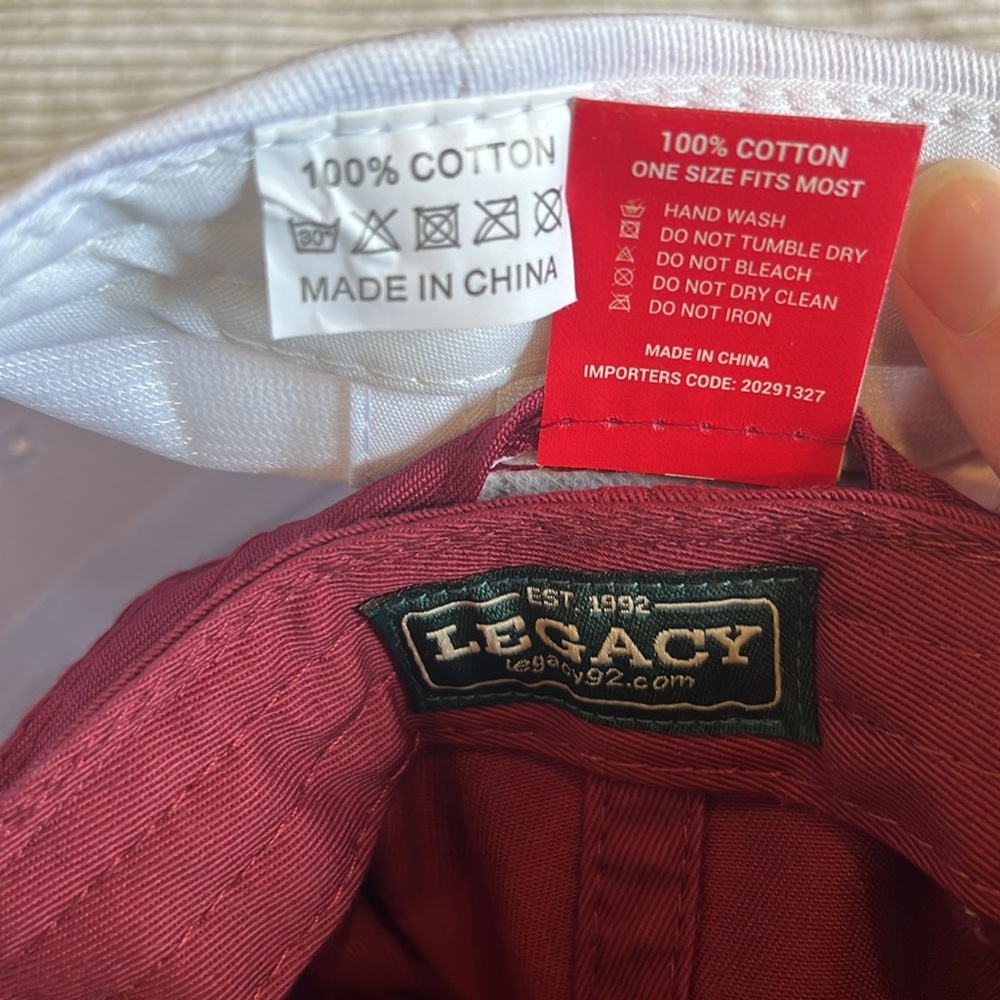 100% COTTON
30°
MADE IN CHINA
100% COTTON
ONE SIZE FITS MOST
HAND WASH
DO NOT TUMBLE DRY
DO NOT BLEACH
DO NOT DRY CLEAN
DO NOT IRON
MADE IN CHINA
IMPORTERS CODE: 20291327
EST. 1992
LEGACY
legacy92.com